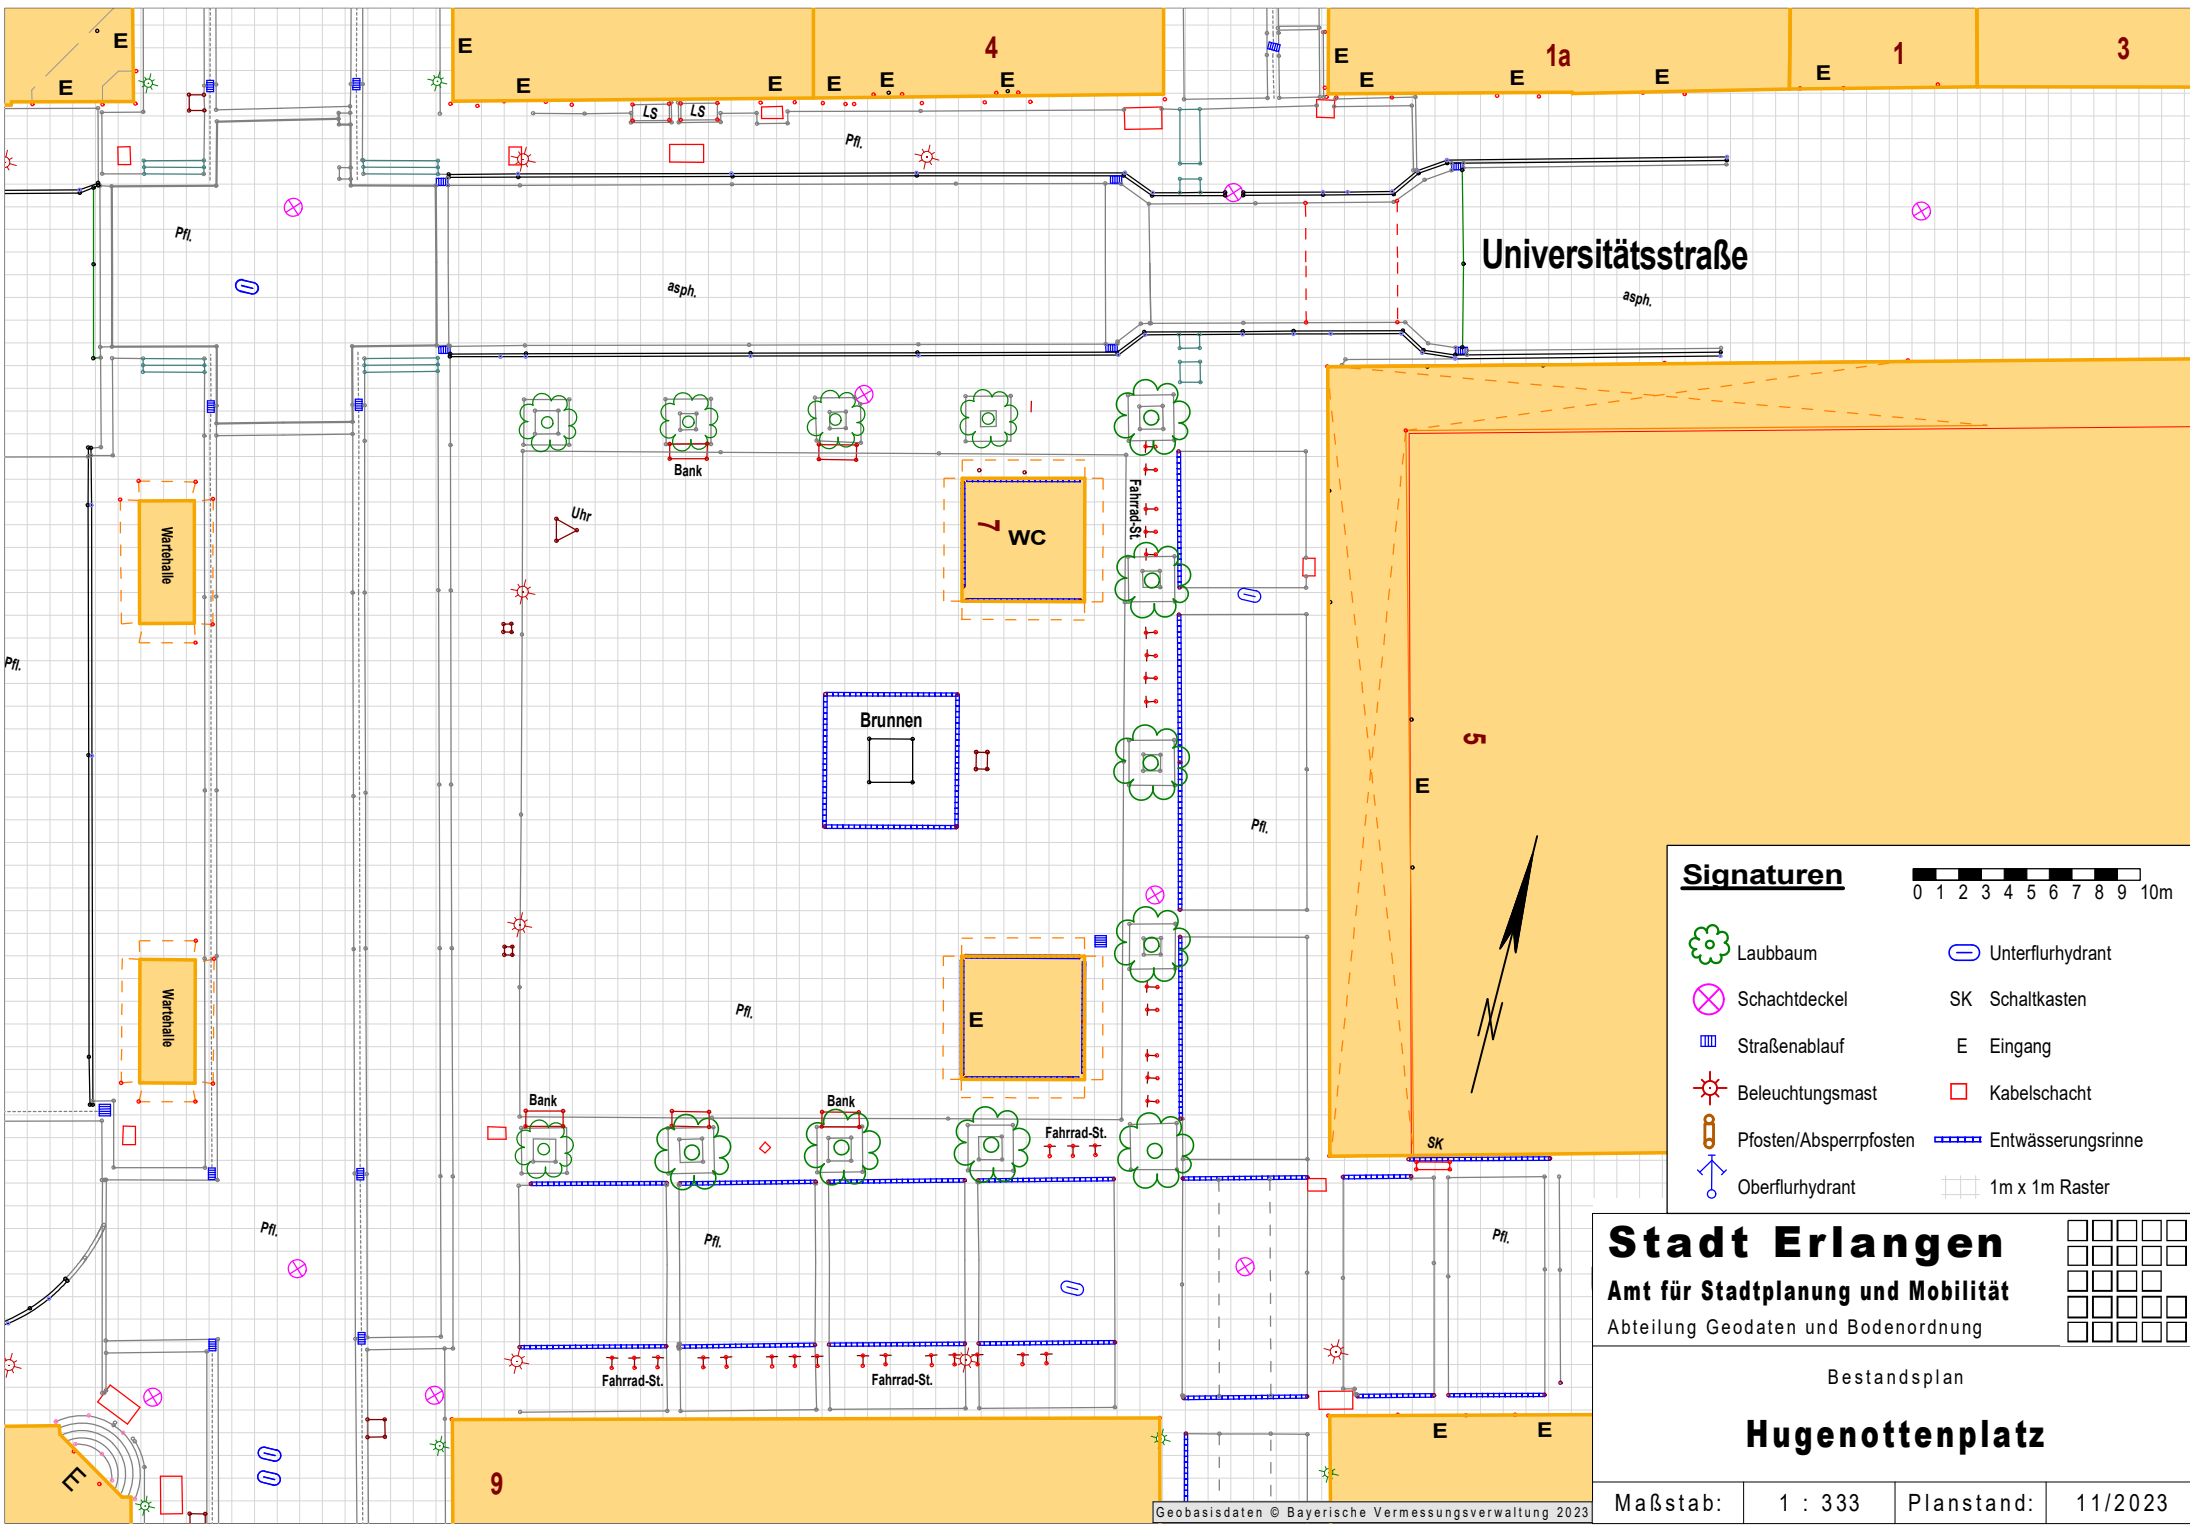 E
E
E
E
E
4
E
E
E
E
E
1a
E
E
1
E
3
LS
LS
Pfl.
Pfl.
asph.
Universitätsstraße
asph.
Bank
Uhr
Fahrrad-St.
7
WC
Wartehalle
Pfl.
Brunnen
5
E
Pfl.
Wartehalle
Pfl.
E
Bank
Bank
Fahrrad-St.
SK
Pfl.
Pfl.
Pfl.
Fahrrad-St.
Fahrrad-St.
E
E
E
9
Signaturen
0 1 2 3 4 5 6 7 8 9 10m
Laubbaum
Unterflurhydrant
Schachtdeckel
SK Schaltkasten
Straßenablauf
E Eingang
Beleuchtungsmast
Kabelschacht
Pfosten/Absperrpfosten
Entwässerungsrinne
Oberflurhydrant
1m x 1m Raster
Stadt Erlangen
Amt für Stadtplanung und Mobilität
Abteilung Geodaten und Bodenordnung
Bestandsplan
Hugenottenplatz
Maßstab: 1 : 333 Planstand: 11/2023
Geobasisdaten © Bayerische Vermessungsverwaltung 2023